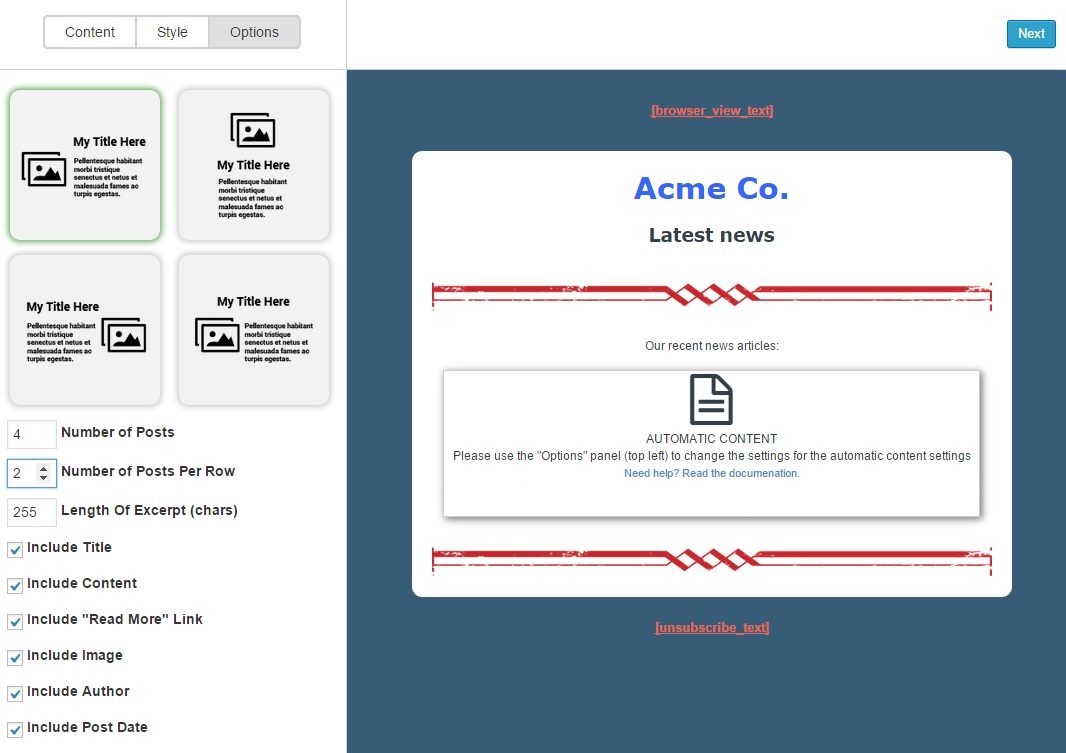 Content Style Options
Next
My Title Here
Pellentesque habitant
morbi tristique
senectus et netus et
malesuada fames ac
turpis egestas.
My Title Here
Pellentesque habitant
morbi tristique
senectus et netus et
malesuada fames ac
turpis egestas.
My Title Here
Pellentesque habitant
morbi tristique
senectus et netus et
malesuada fames ac
turpis egestas.
My Title Here
Pellentesque habitant
morbi tristique
senectus et netus et
malesuada fames ac
turpis egestas.
4 Number of Posts
2 Number of Posts Per Row
255 Length Of Excerpt (chars)
Include Title
Include Content
Include "Read More" Link
Include Image
Include Author
Include Post Date
[browser_view_text]
Acme Co.
Latest news
Our recent news articles:
AUTOMATIC CONTENT
Please use the "Options" panel (top left) to change the settings for the automatic content settings
Need help? Read the documenation.
[unsubscribe_text]